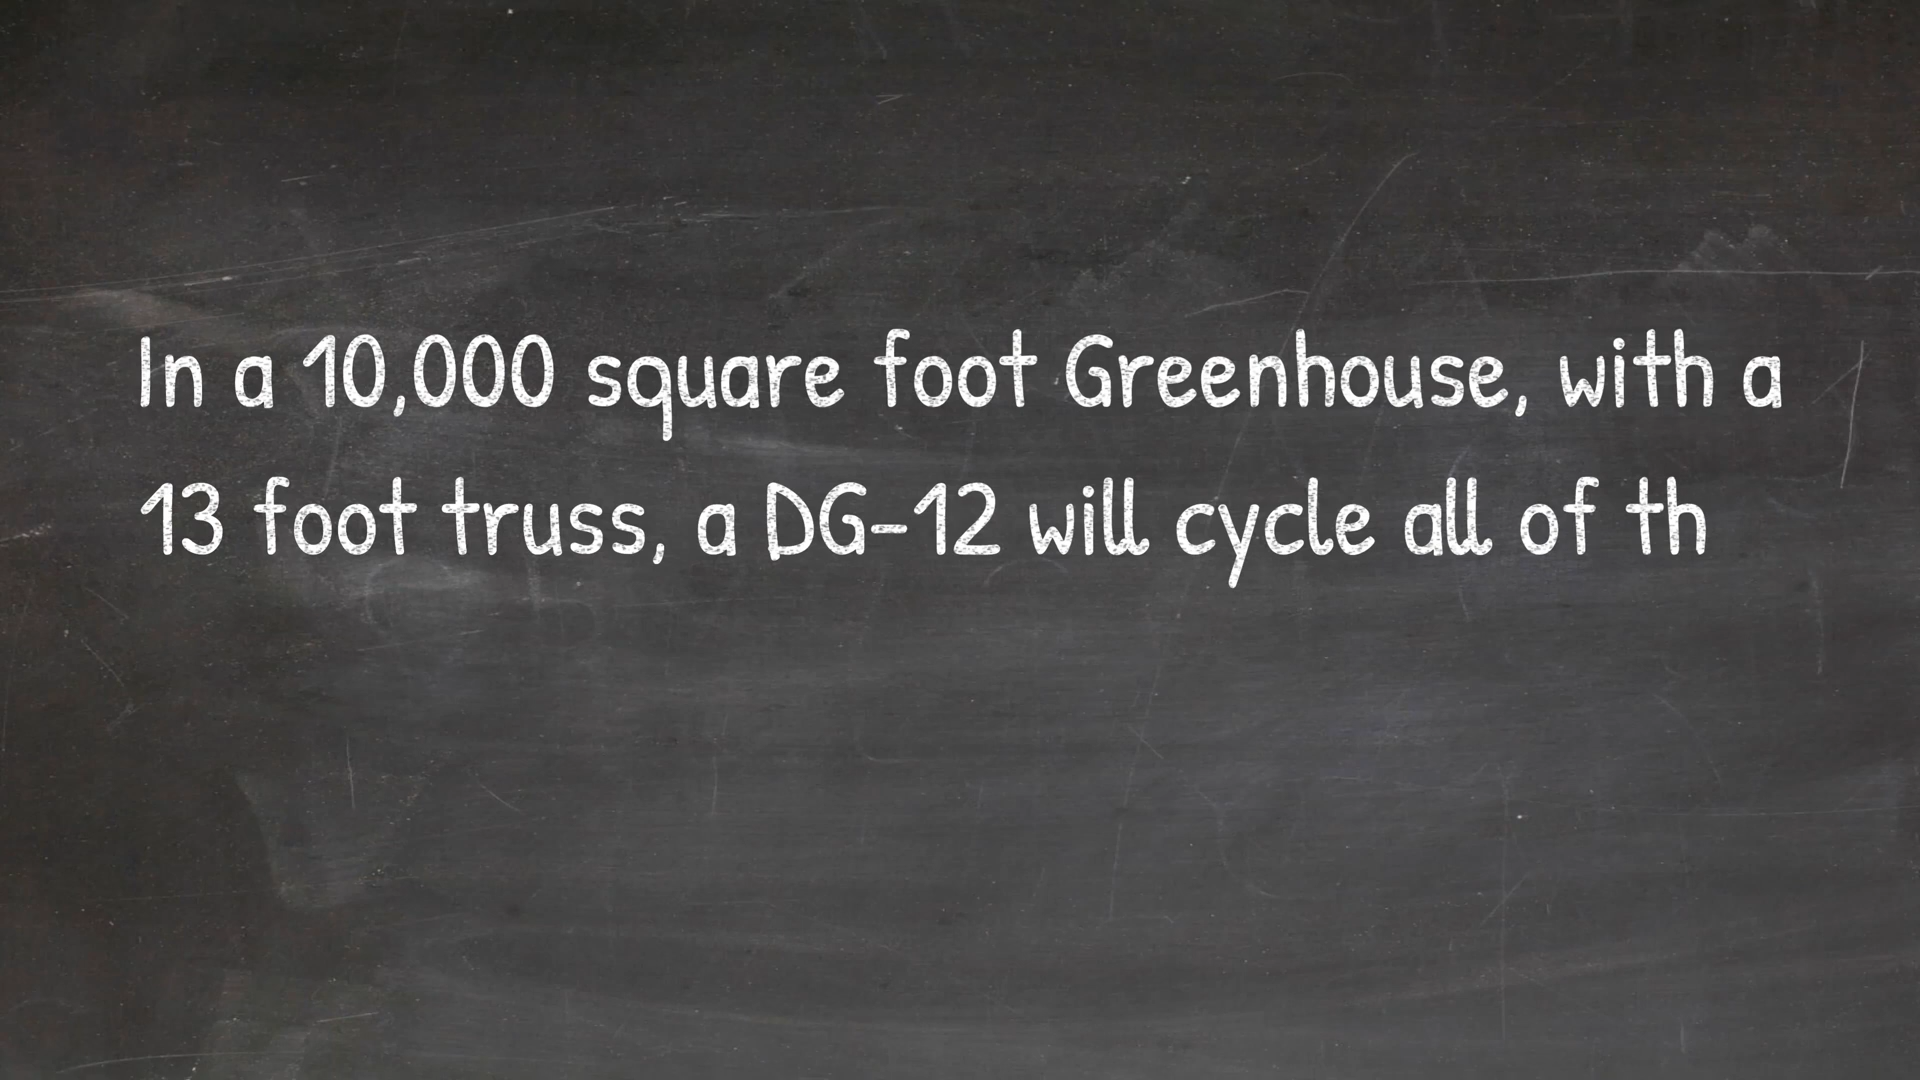 In a 10,000 square foot Greenhouse, with a
13 foot truss, a DG-12 will cycle all of th